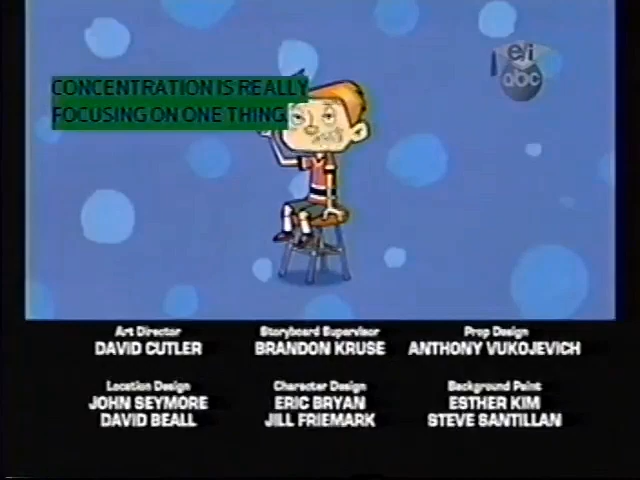 CONCENTRATION IS REALLY
FOCUSING ON ONE THING.
e/i
abc
Art Director
DAVID CUTLER
Storyboard Supervisor
BRANDON KRUSE
Prop Design
ANTHONY VUKOJEVICH
Location Design
JOHN SEYMORE
DAVID BEALL
Character Design
ERIC BRYAN
JILL FRIEMARK
Background Paint
ESTHER KIM
STEVE SANTILLAN